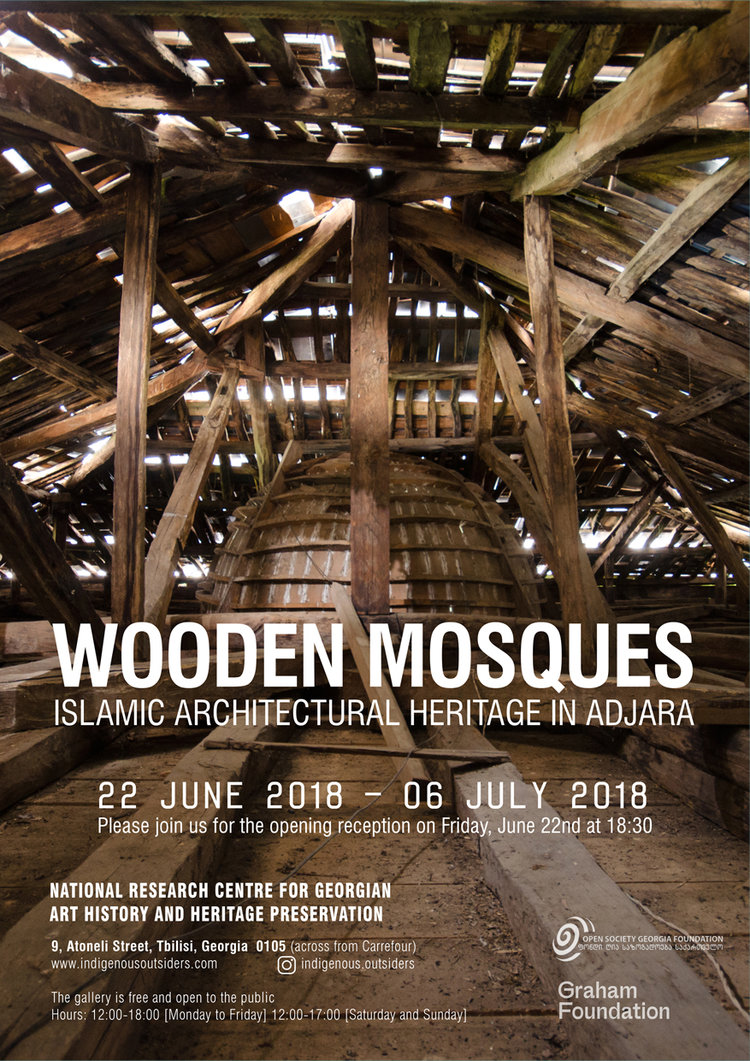 WOODEN MOSQUES
ISLAMIC ARCHITECTURAL HERITAGE IN ADJARA
22 JUNE 2018 – 06 JULY 2018
Please join us for the opening reception on Friday, June 22nd at 18:30
NATIONAL RESEARCH CENTRE FOR GEORGIAN
ART HISTORY AND HERITAGE PRESERVATION
9, Atoneli Street, Tbilisi, Georgia 0105 (across from Carrefour)
www.indigenousoutsiders.com indigenous.outsiders
The gallery is free and open to the public
Hours: 12:00-18:00 [Monday to Friday] 12:00-17:00 [Saturday and Sunday]
OPEN SOCIETY GEORGIA FOUNDATION
ფონდი ღია საზოგადოება საქართველო
Graham
Foundation